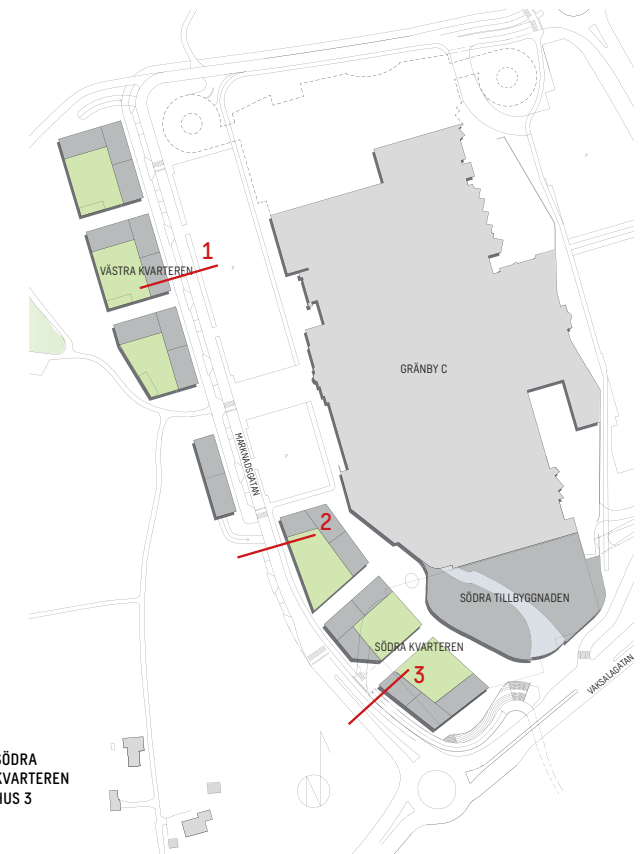 1
VÄSTRA KVARTEREN
GRÄNBY C
MARKNADSGATAN
2
SÖDRA TILLBYGGNADEN
SÖDRA KVARTEREN
3
VAKSALAGATAN
SÖDRA
KVARTEREN
HUS 3